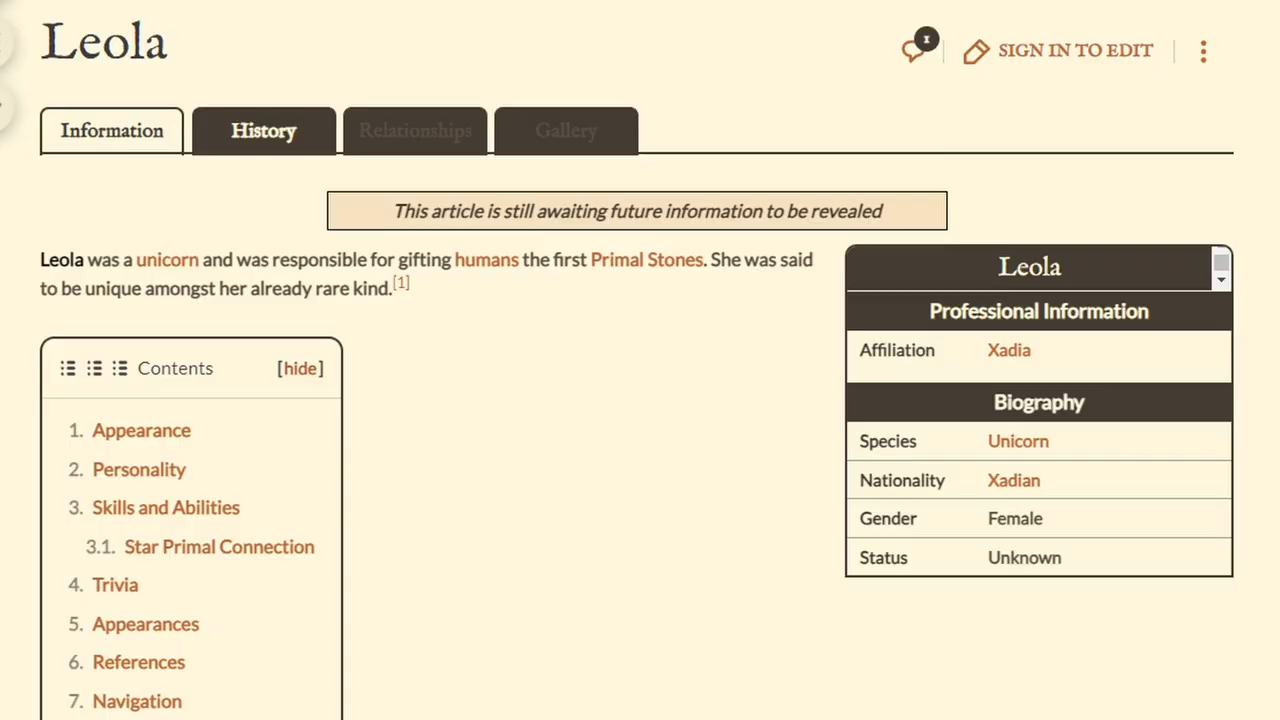 Leola
1
SIGN IN TO EDIT
Information
History
Relationships
Gallery
This article is still awaiting future information to be revealed
Leola was a unicorn and was responsible for gifting humans the first Primal Stones. She was said
to be unique amongst her already rare kind.[1]
Contents [hide]
1. Appearance
2. Personality
3. Skills and Abilities
3.1. Star Primal Connection
4. Trivia
5. Appearances
6. References
7. Navigation
Leola
Professional Information
Affiliation Xadia
Biography
Species Unicorn
Nationality Xadian
Gender Female
Status Unknown